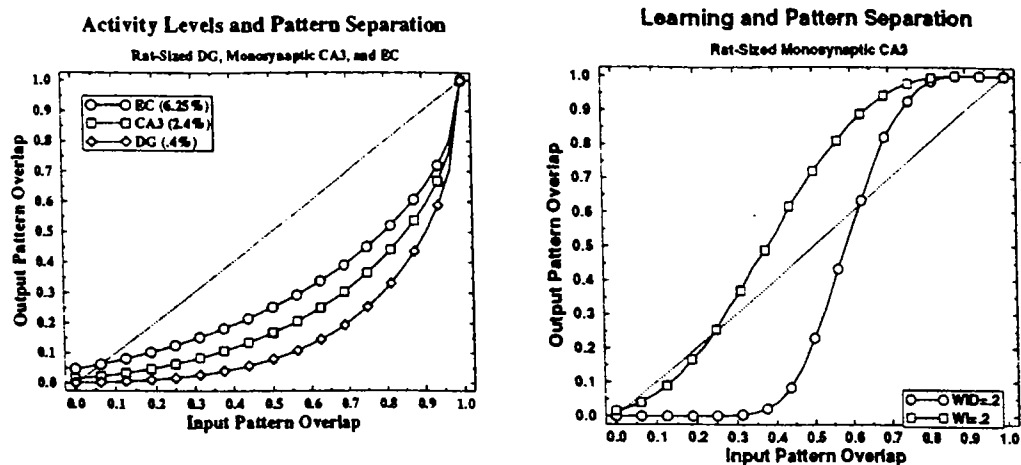 Activity Levels and Pattern Separation
Rat-Sized DG, Monosynaptic CA3, and EC
Output Pattern Overlap
1.0
0.9
0.8
0.7
0.6
0.5
0.4
0.3
0.2
0.1
0.0
EC (6.25%)
CA3 (2.4%)
DG (.4%)
0.0 0.1 0.2 0.3 0.4 0.5 0.6 0.7 0.8 0.9 1.0
Input Pattern Overlap
Learning and Pattern Separation
Rat-Sized Monosynaptic CA3
Output Pattern Overlap
1.0
0.9
0.8
0.7
0.6
0.5
0.4
0.3
0.2
0.1
0.0
WID=.2
WI=.2
0.0 0.1 0.2 0.3 0.4 0.5 0.6 0.7 0.8 0.9 1.0
Input Pattern Overlap